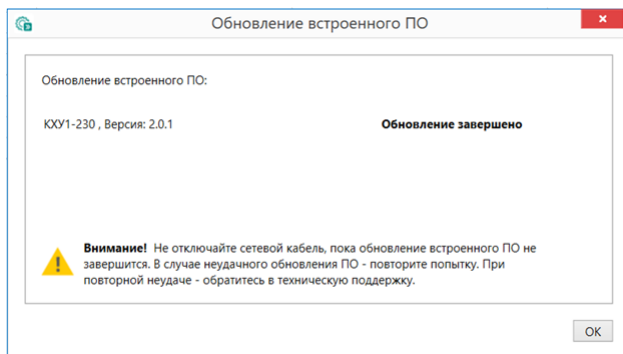 Обновление встроенного ПО
Обновление встроенного ПО:
КХУ1-230 , Версия: 2.0.1 Обновление завершено
Внимание! Не отключайте сетевой кабель, пока обновление встроенного ПО не
завершится. В случае неудачного обновления ПО - повторите попытку. При
повторной неудаче - обратитесь в техническую поддержку.
ОК